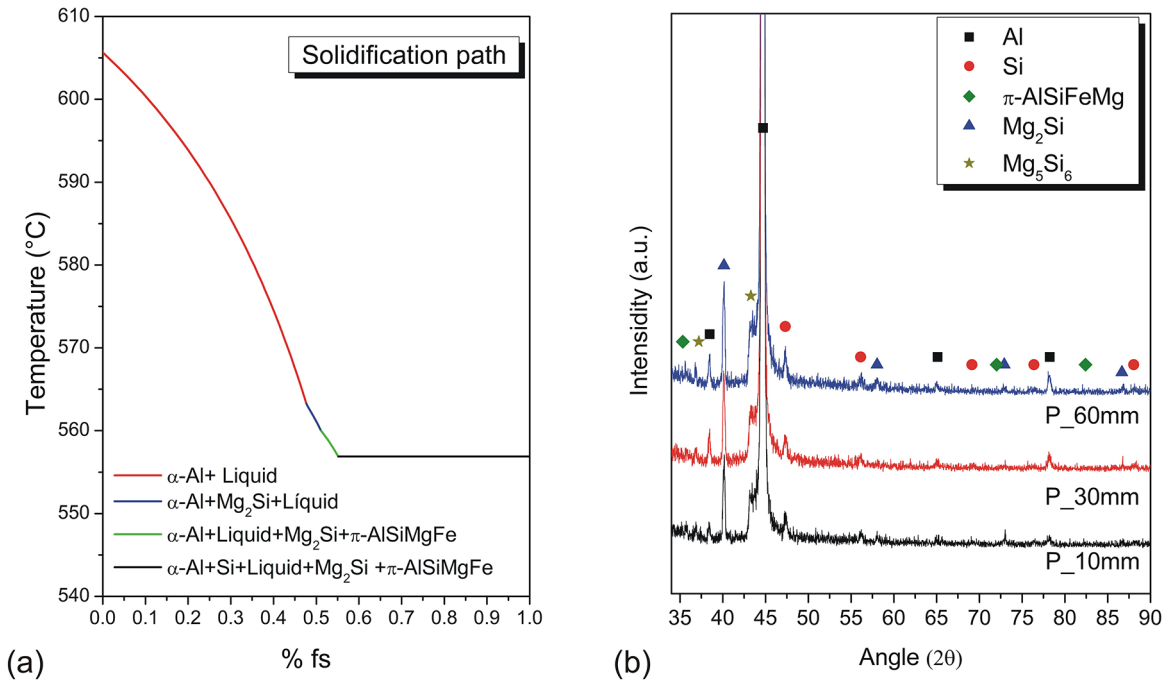 610
600
590
580
570
560
550
540
Temperature (°C)
Solidification path
α-Al+ Liquid
α-Al+Mg₂Si+Líquid
α-Al+Liquid+Mg₂Si+π-AlSiMgFe
α-Al+Si+Liquid+Mg₂Si +π-AlSiMgFe
0.0 0.1 0.2 0.3 0.4 0.5 0.6 0.7 0.8 0.9 1.0
% fs
(a)
Intensidity (a.u.)
Al
Si
π-AlSiFeMg
Mg₂Si
Mg₅Si₆
P_60mm
P_30mm
P_10mm
35 40 45 50 55 60 65 70 75 80 85 90
Angle (2θ)
(b)